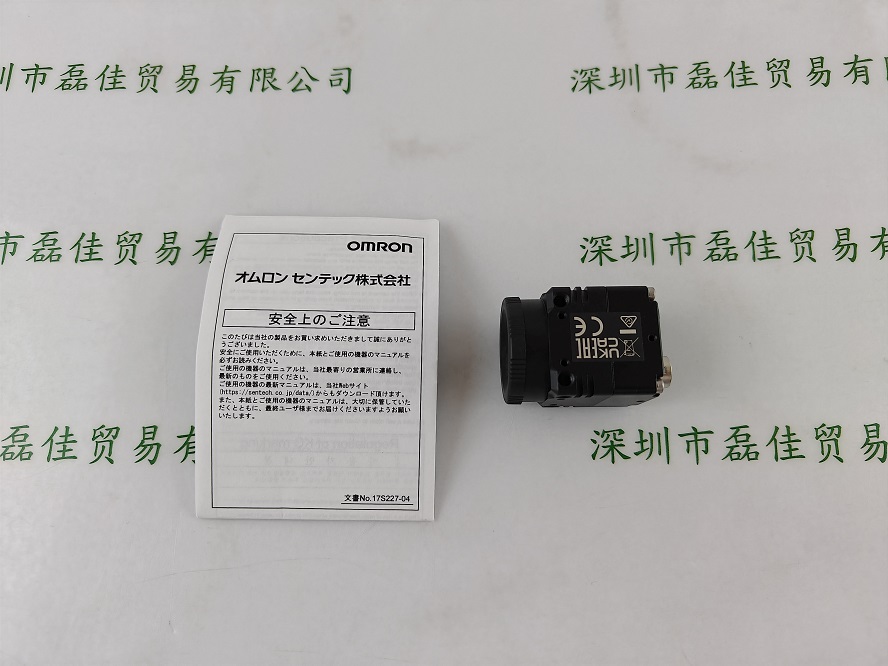 圳市磊佳贸易有限公司
深圳市磊佳贸易有
市磊佳贸易有
深圳市磊佳贸易
市磊佳贸易
深圳市磊佳贸易
OMRON
オムロン センテック株式会社
安全上のご注意
このたびは当社の製品をお買い求めいただきまして誠にありがと
うございました。
安全にご使用いただくために、本紙とご使用の機器のマニュアルを
必ずお読みください。
ご使用の機器のマニュアルは、当社最寄りの営業所に連絡し、
最新のものをご使用ください。
ご使用の機器の最新マニュアルは、当社Webサイト
(https://sentech.co.jp/data/)からもダウンロード頂けます。
また、本紙とご使用の機器のマニュアルは、大切に保管していた
だくとともに、最終ユーザ様までお届けくださいますようお願い
いたします。
文書No.17S227-04
CE
UK
CA
EAC